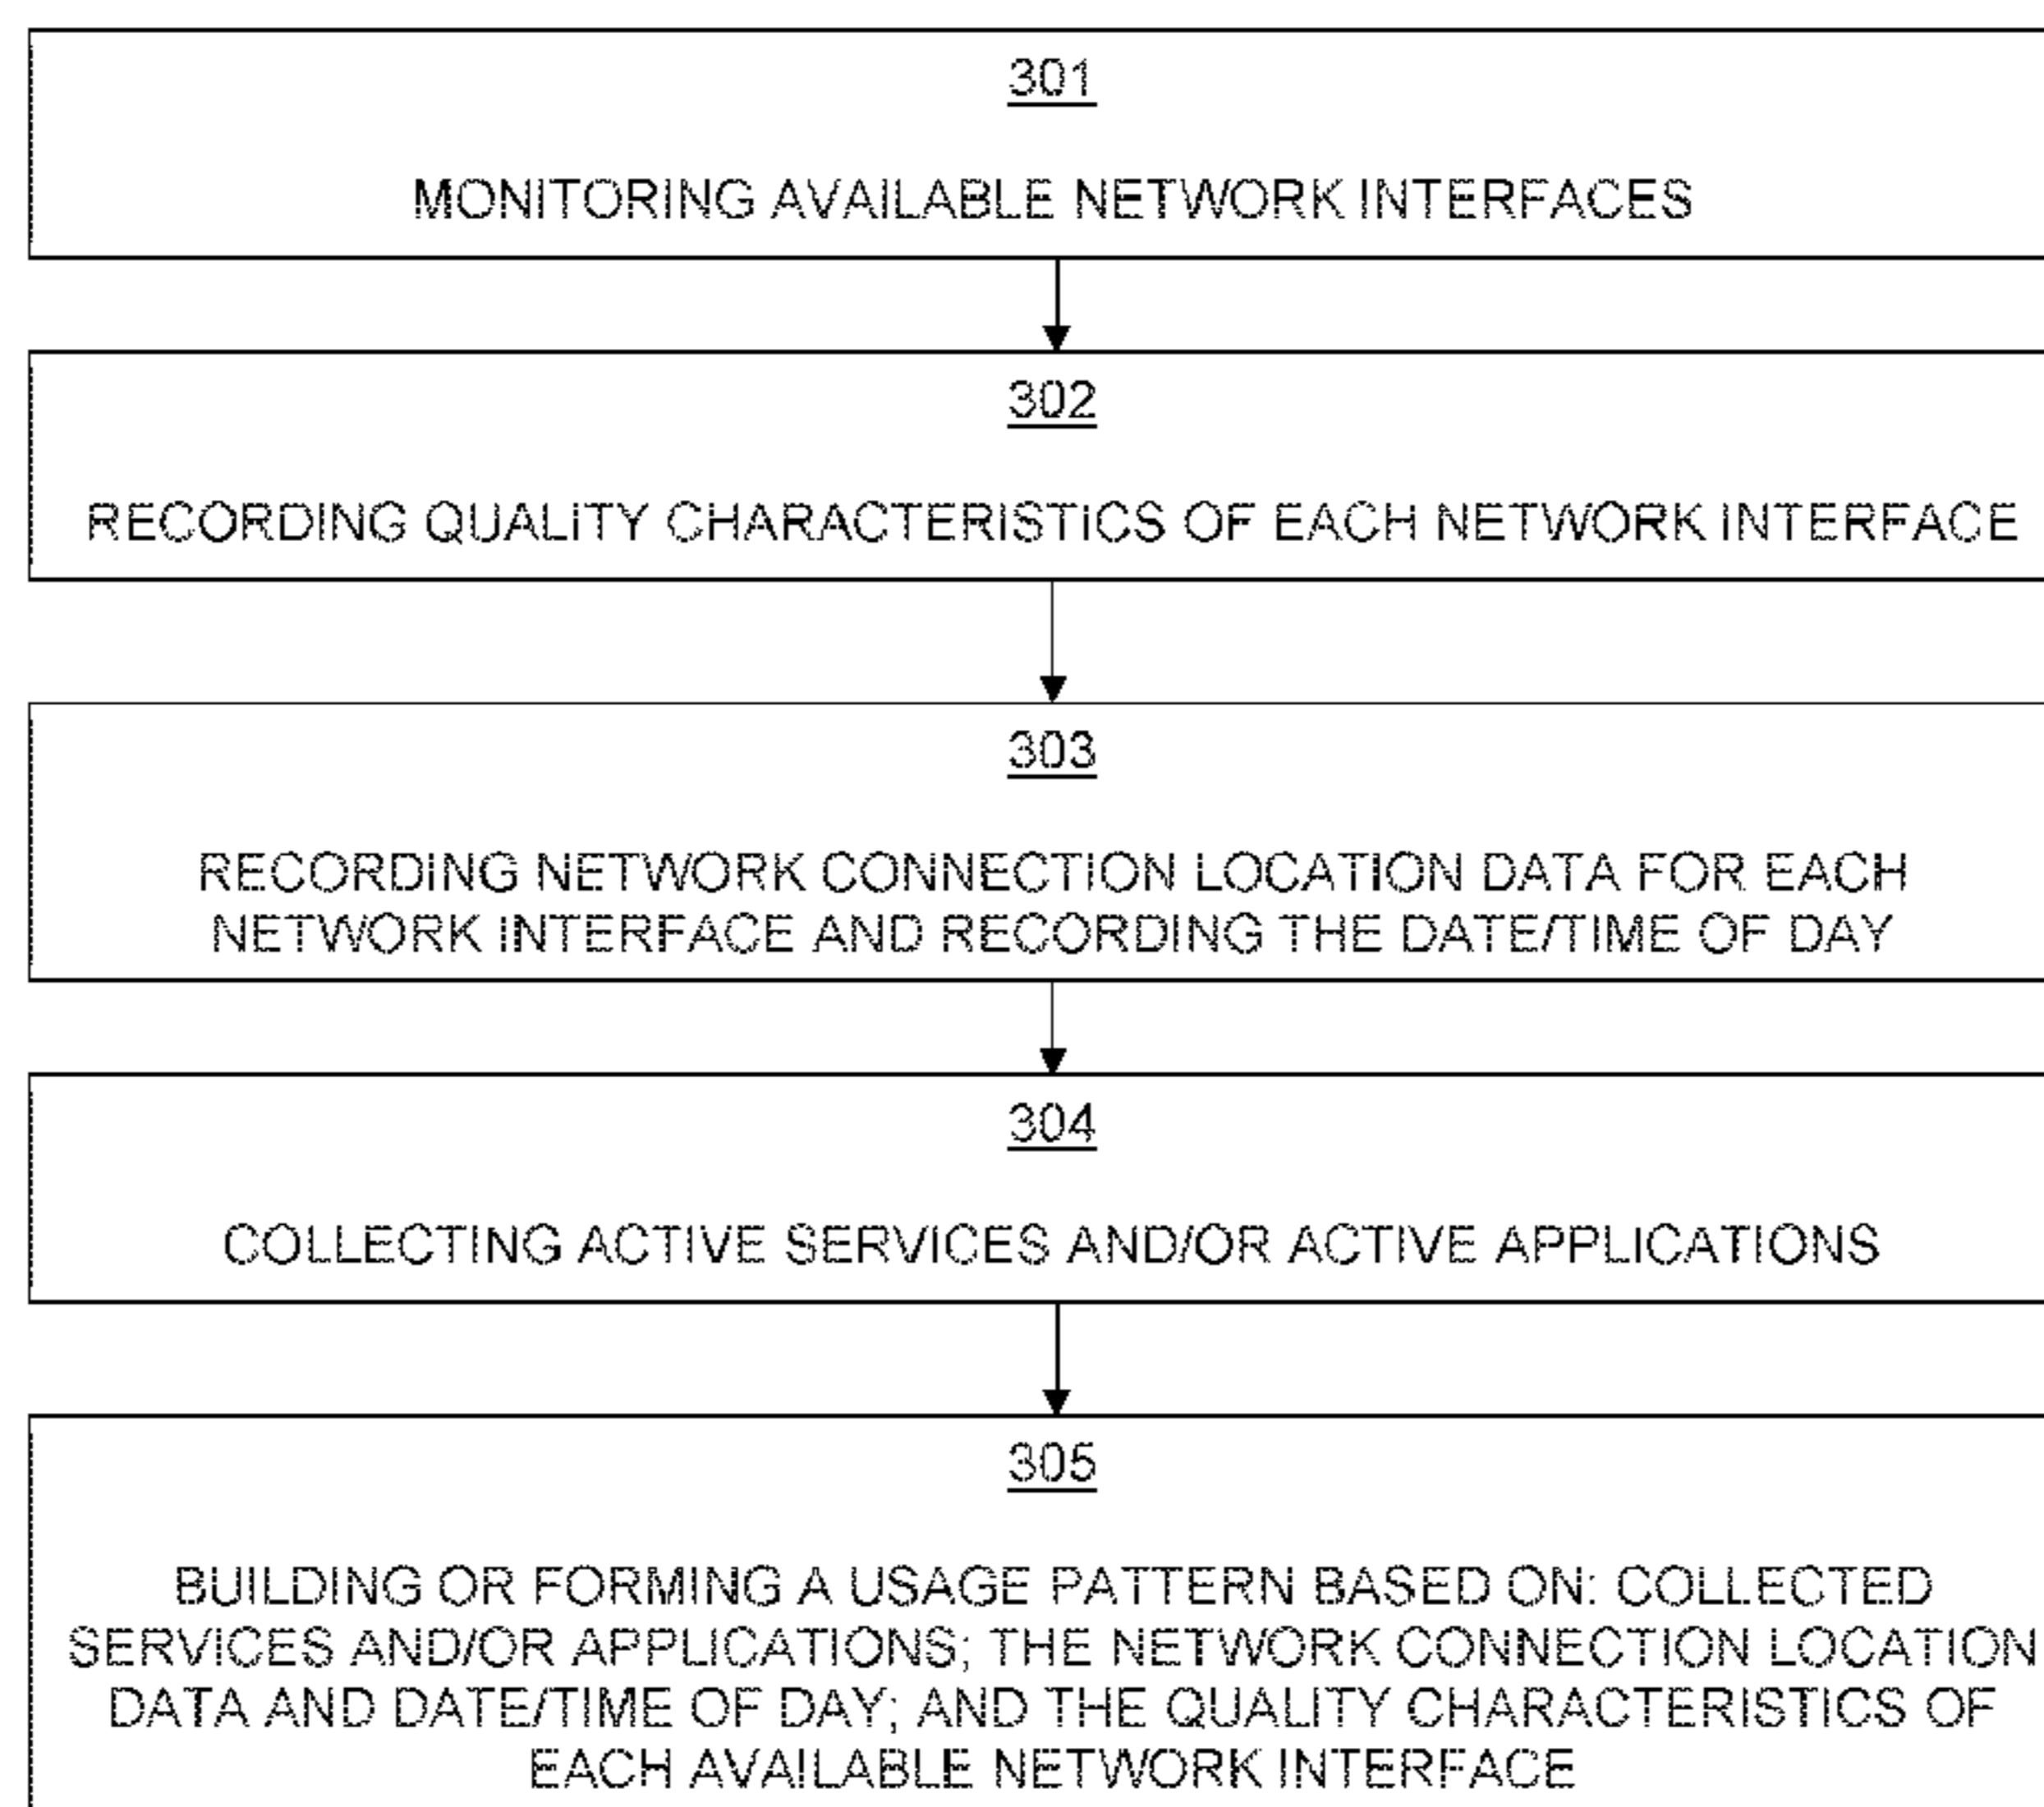 301
MONITORING AVAILABLE NETWORK INTERFACES
302
RECORDING QUALITY CHARACTERISTICS OF EACH NETWORK INTERFACE
303
RECORDING NETWORK CONNECTION LOCATION DATA FOR EACH
NETWORK INTERFACE AND RECORDING THE DATE/TIME OF DAY
304
COLLECTING ACTIVE SERVICES AND/OR ACTIVE APPLICATIONS
305
BUILDING OR FORMING A USAGE PATTERN BASED ON: COLLECTED
SERVICES AND/OR APPLICATIONS; THE NETWORK CONNECTION LOCATION
DATA AND DATE/TIME OF DAY; AND THE QUALITY CHARACTERISTICS OF
EACH AVAILABLE NETWORK INTERFACE